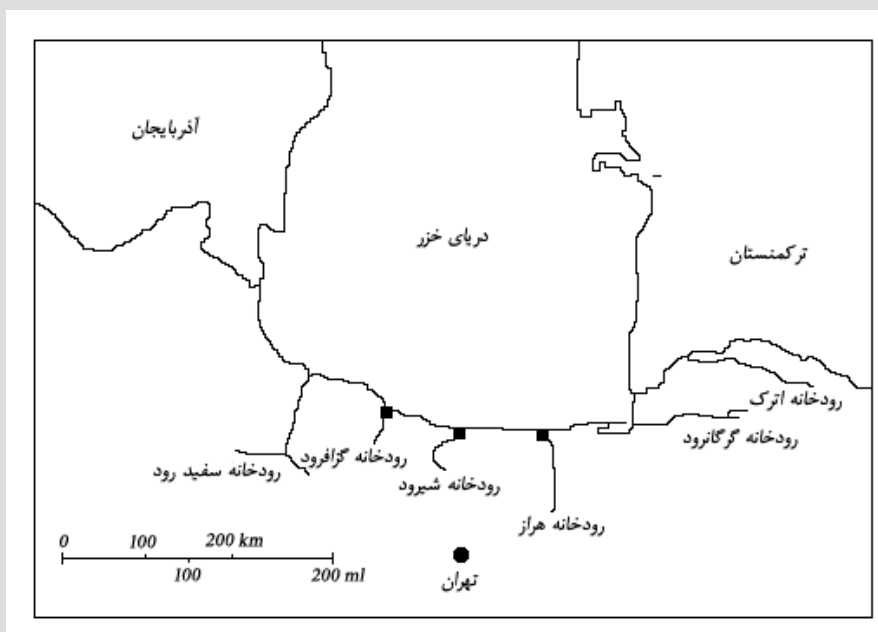 آذربایجان
دریای خزر
ترکمنستان
رودخانه اترک
رودخانه گرگانرود
رودخانه گزافرود
رودخانه سفید رود
رودخانه شیرود
رودخانه هراز
0 100 200 km
100 200 ml
تهران